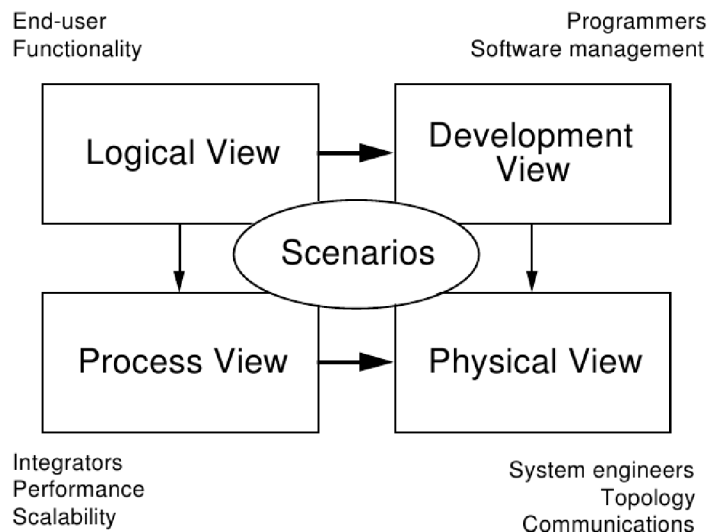 End-user
Functionality
Programmers
Software management
Logical View
Development
View
Scenarios
Process View
Physical View
Integrators
Performance
Scalability
System engineers
Topology
Communications